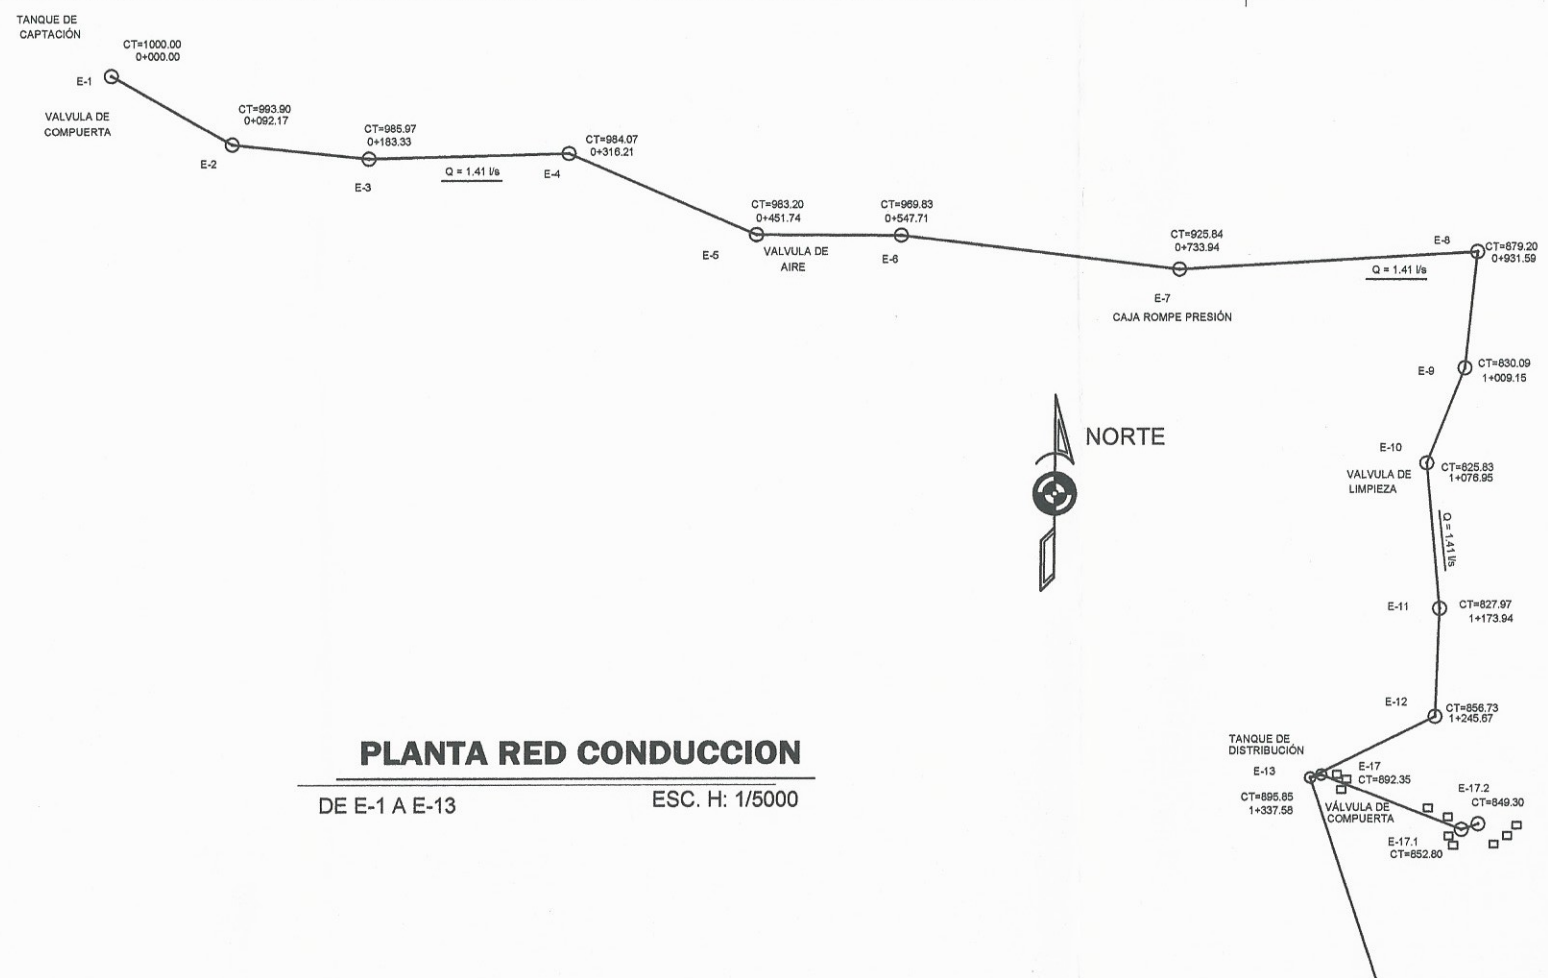 TANQUE DE
CAPTACIÓN
CT=1000.00
0+000.00
E-1
VALVULA DE
COMPUERTA
CT=993.90
0+092.17
E-2
CT=985.97
0+183.33
E-3
Q = 1.41 l/s
CT=984.07
0+316.21
E-4
CT=983.20
0+451.74
E-5
VALVULA DE
AIRE
CT=969.83
0+547.71
E-6
CT=925.84
0+733.94
E-7
CAJA ROMPE PRESIÓN
Q = 1.41 l/s
E-8
CT=879.20
0+931.59
E-9
CT=830.09
1+009.15
NORTE
E-10
CT=825.83
1+076.95
VALVULA DE
LIMPIEZA
Q = 1.41 l/s
E-11
CT=827.97
1+173.94
E-12
CT=856.73
1+245.67
TANQUE DE
DISTRIBUCIÓN
E-13
CT=895.85
1+337.58
E-17
CT=892.35
VÁLVULA DE
COMPUERTA
E-17.2
CT=849.30
E-17.1
CT=852.80
PLANTA RED CONDUCCION
DE E-1 A E-13
ESC. H: 1/5000